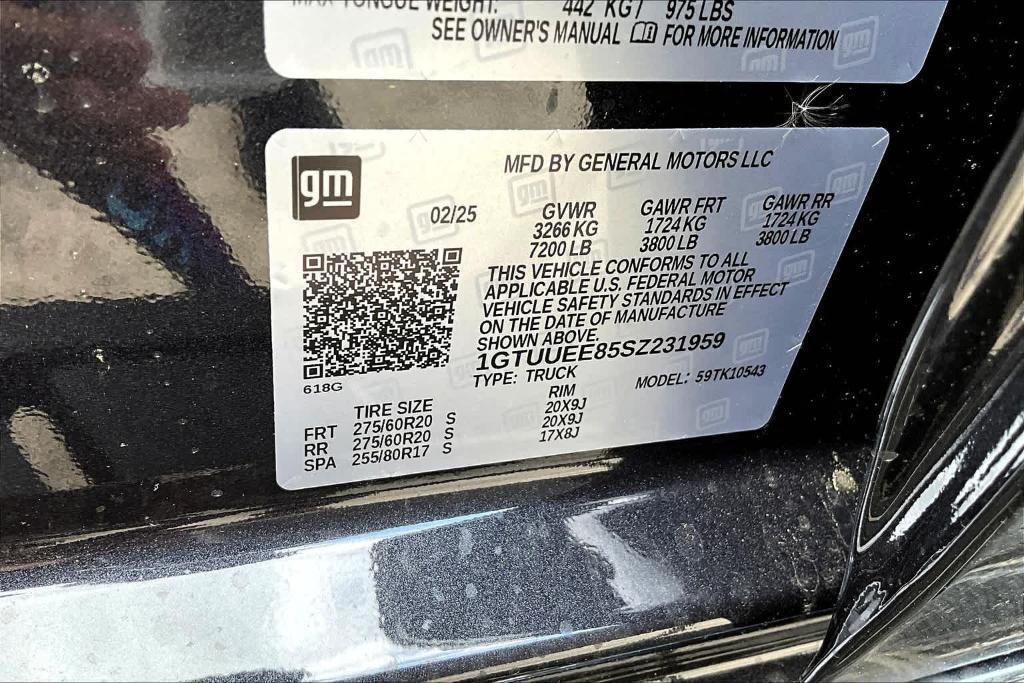 MAX TONGUE WEIGHT: 442 KG / 975 LBS
SEE OWNER'S MANUAL FOR MORE INFORMATION
gm
MFD BY GENERAL MOTORS LLC
02/25
GVWR GAWR FRT GAWR RR
3266 KG 1724 KG 1724 KG
7200 LB 3800 LB 3800 LB
THIS VEHICLE CONFORMS TO ALL
APPLICABLE U.S. FEDERAL MOTOR
VEHICLE SAFETY STANDARDS IN EFFECT
ON THE DATE OF MANUFACTURE
SHOWN ABOVE.
1GTUUEE85SZ231959
TYPE: TRUCK MODEL: 59TK10543
618G
TIRE SIZE RIM
FRT 275/60R20 S 20X9J
RR 275/60R20 S 20X9J
SPA 255/80R17 S 17X8J